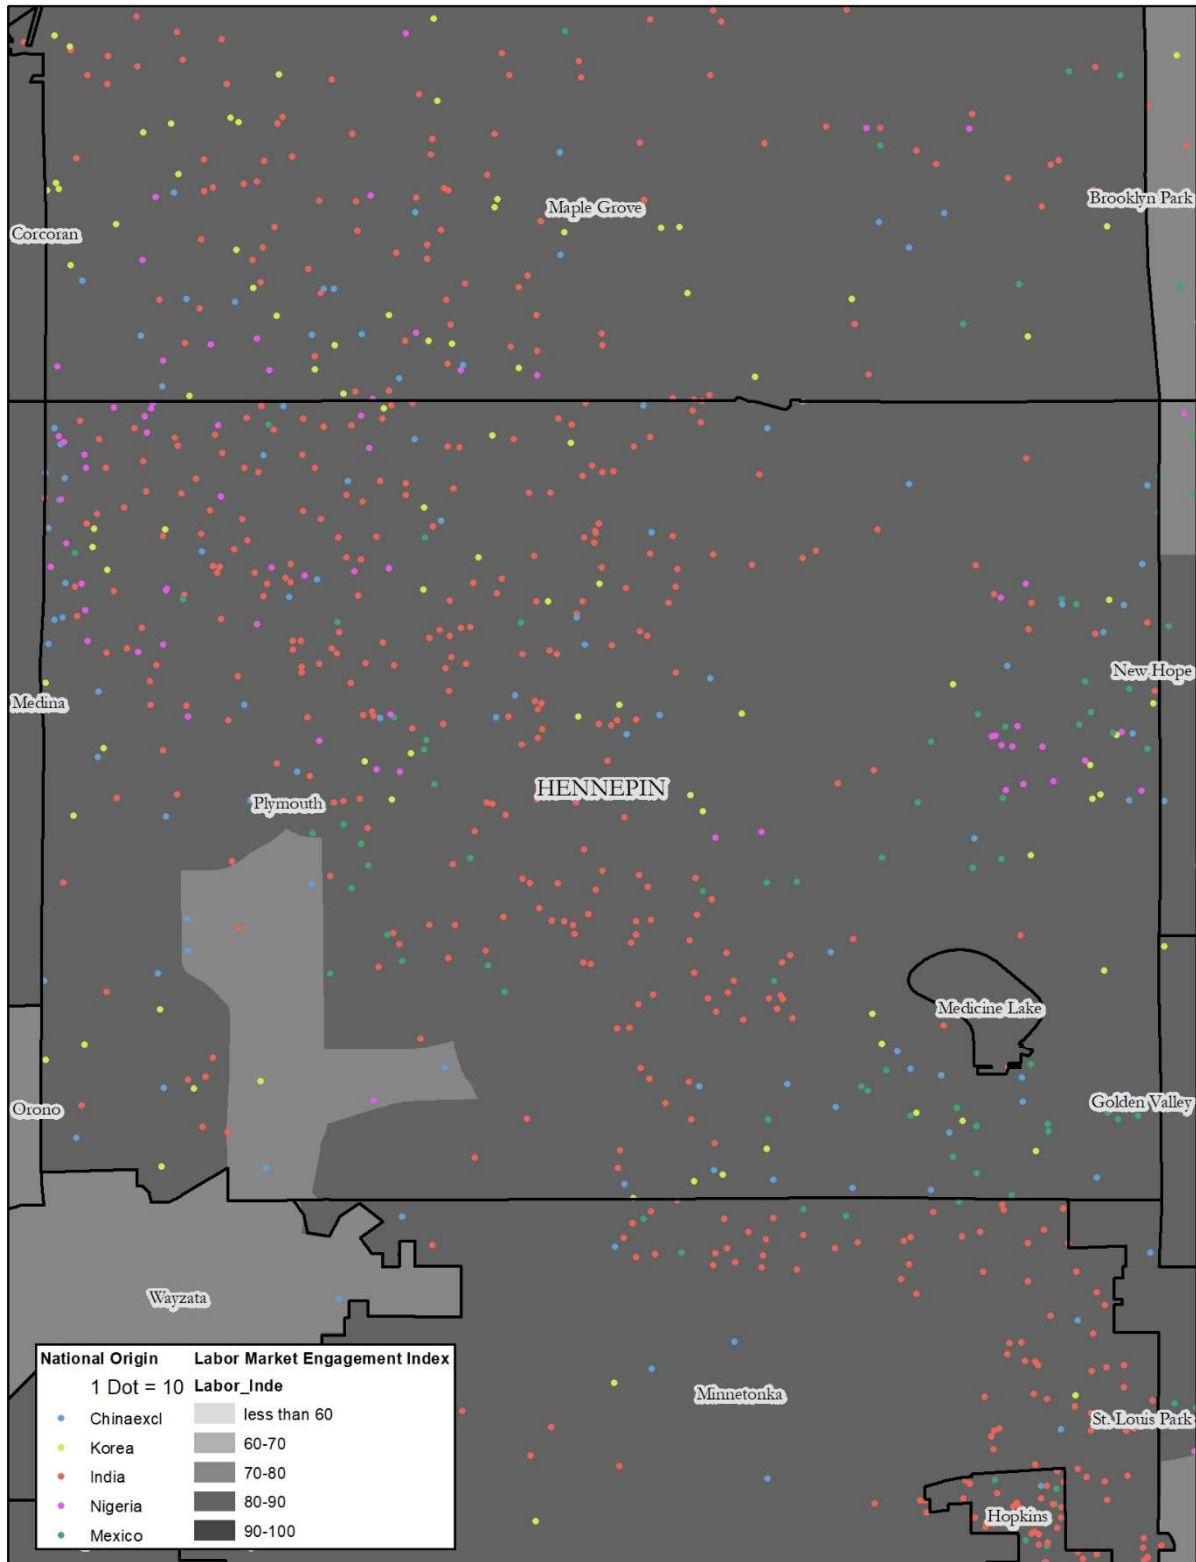 Maple Grove
Brooklyn Park
Corcoran
New Hope
Medina
HENNEPIN
Plymouth
Medicine Lake
Golden Valley
Orono
Wayzata
Minnetonka
St. Louis Park
Hopkins
National Origin
1 Dot = 10
Chinaexcl
Korea
India
Nigeria
Mexico
Labor Market Engagement Index
Labor_Inde
less than 60
60-70
70-80
80-90
90-100